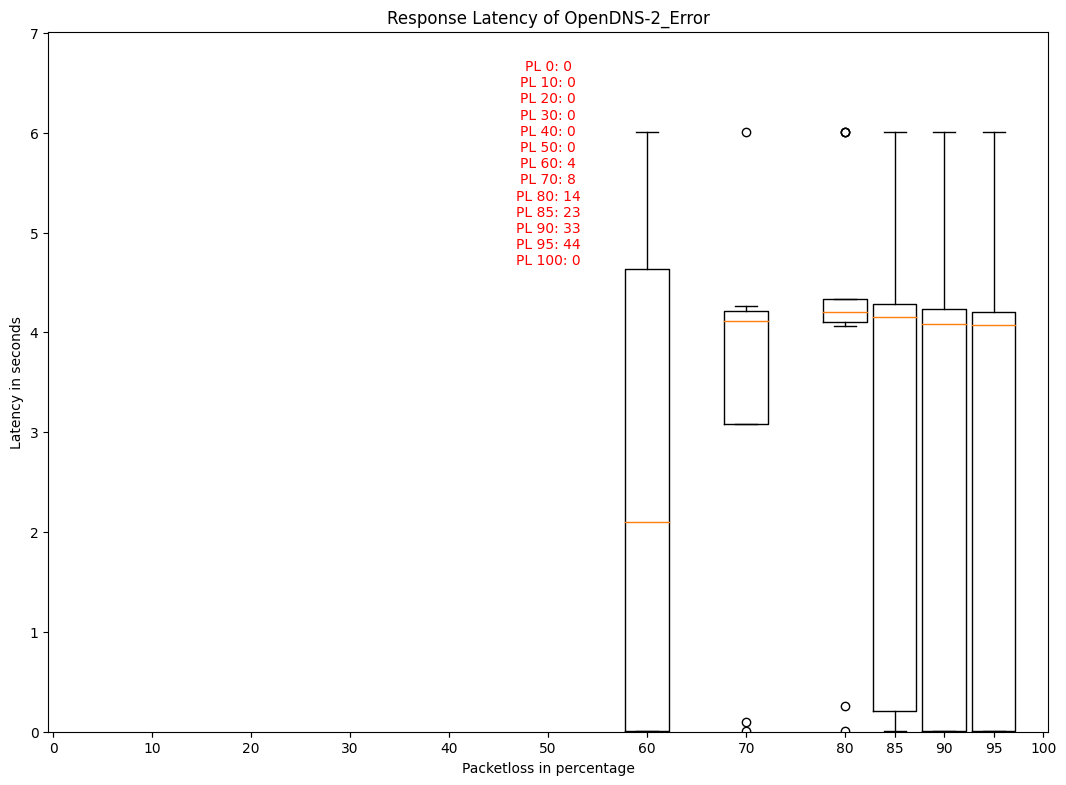 Response Latency of OpenDNS-2_Error
PL 0: 0
PL 10: 0
PL 20: 0
PL 30: 0
PL 40: 0
PL 50: 0
PL 60: 4
PL 70: 8
PL 80: 14
PL 85: 23
PL 90: 33
PL 95: 44
PL 100: 0
Latency in seconds
7
6
5
4
3
2
1
0
0 10 20 30 40 50 60 70 80 85 90 95 100
Packetloss in percentage